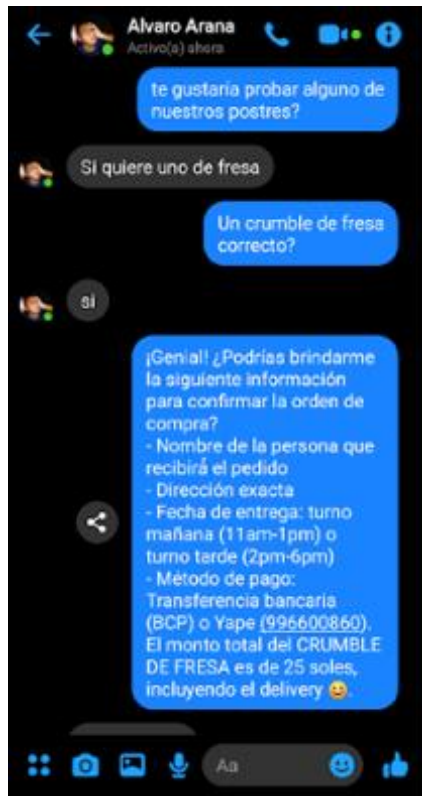 Alvaro Arana
Activo(a) ahora
te gustaria probar alguno de
nuestros postres?
Si quiere uno de fresa
Un crumble de fresa
correcto?
si
¡Genial! ¿Podrías brindarme
la siguiente información
para confirmar la orden de
compra?
- Nombre de la persona que
recibirá el pedido
- Dirección exacta
- Fecha de entrega: turno
mañana (11am-1pm) o
turno tarde (2pm-6pm)
- Método de pago:
Transferencia bancaria
(BCP) o Yape (996600860).
El monto total del CRUMBLE
DE FRESA es de 25 soles,
incluyendo el delivery 😄.
Aa